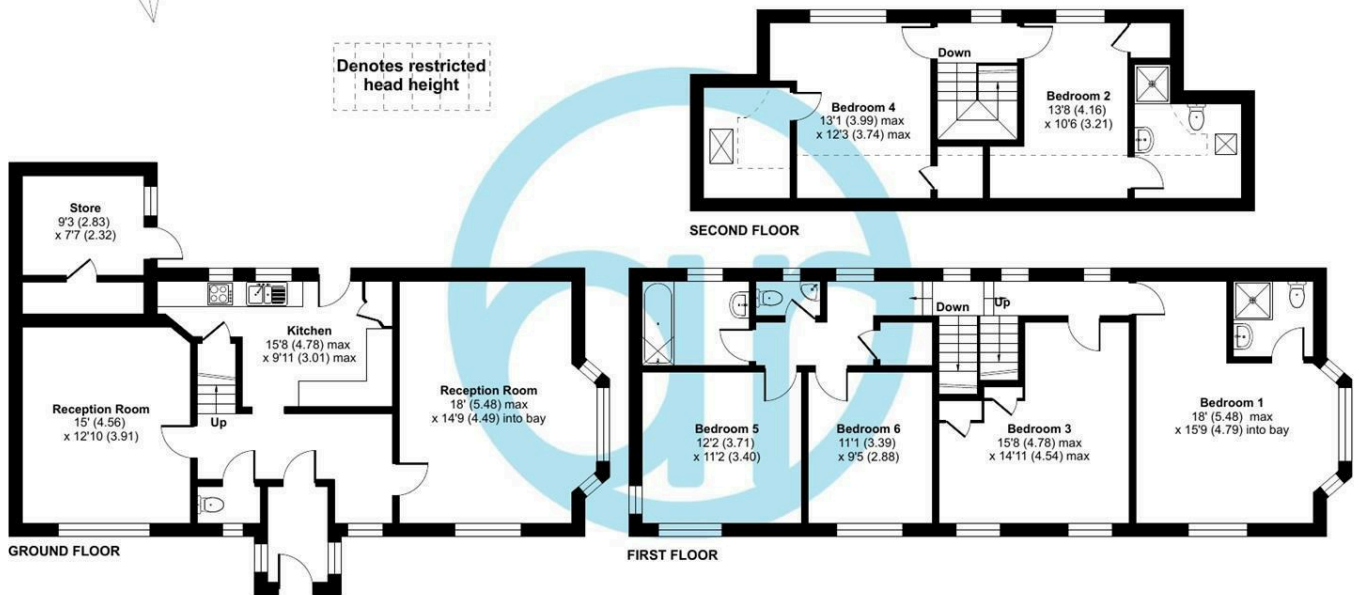 Denotes restricted
head height
Down
Bedroom 4
13'1 (3.99) max
x 12'3 (3.74) max
Bedroom 2
13'8 (4.16)
x 10'6 (3.21)
SECOND FLOOR
Store
9'3 (2.83)
x 7'7 (2.32)
Kitchen
15'8 (4.78) max
x 9'11 (3.01) max
Reception Room
15' (4.56)
x 12'10 (3.91)
Up
Reception Room
18' (5.48) max
x 14'9 (4.49) into bay
GROUND FLOOR
Down
Up
Bedroom 5
12'2 (3.71)
x 11'2 (3.40)
Bedroom 6
11'1 (3.39)
x 9'5 (2.88)
Bedroom 3
15'8 (4.78) max
x 14'11 (4.54) max
Bedroom 1
18' (5.48) max
x 15'9 (4.79) into bay
FIRST FLOOR